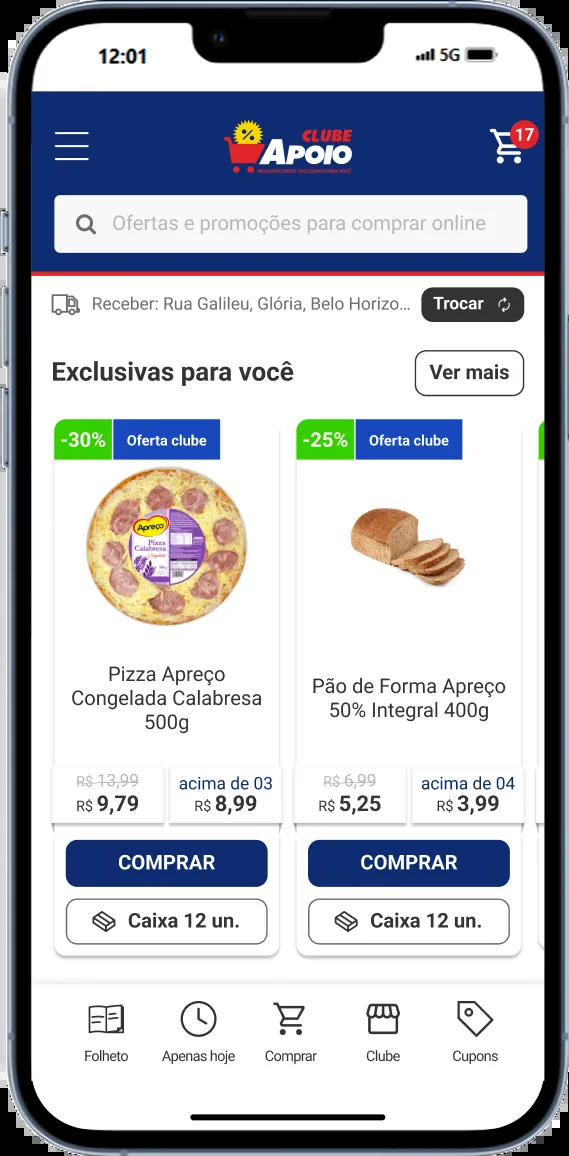 12:01
5G
CLUBE
APOIO
17
Ofertas e promoções para comprar online
Receber: Rua Galileu, Glória, Belo Horizo...
Trocar
Exclusivas para você
Ver mais
-30%
Oferta clube
-25%
Oferta clube
Apreço
Pizza
Calabresa
Congelada
Pizza Apreço
Congelada Calabresa
500g
Pão de Forma Apreço
50% Integral 400g
R$ 13,99
R$ 9,79
acima de 03
R$ 8,99
R$ 6,99
R$ 5,25
acima de 04
R$ 3,99
COMPRAR
COMPRAR
Caixa 12 un.
Caixa 12 un.
Folheto
Apenas hoje
Comprar
Clube
Cupons